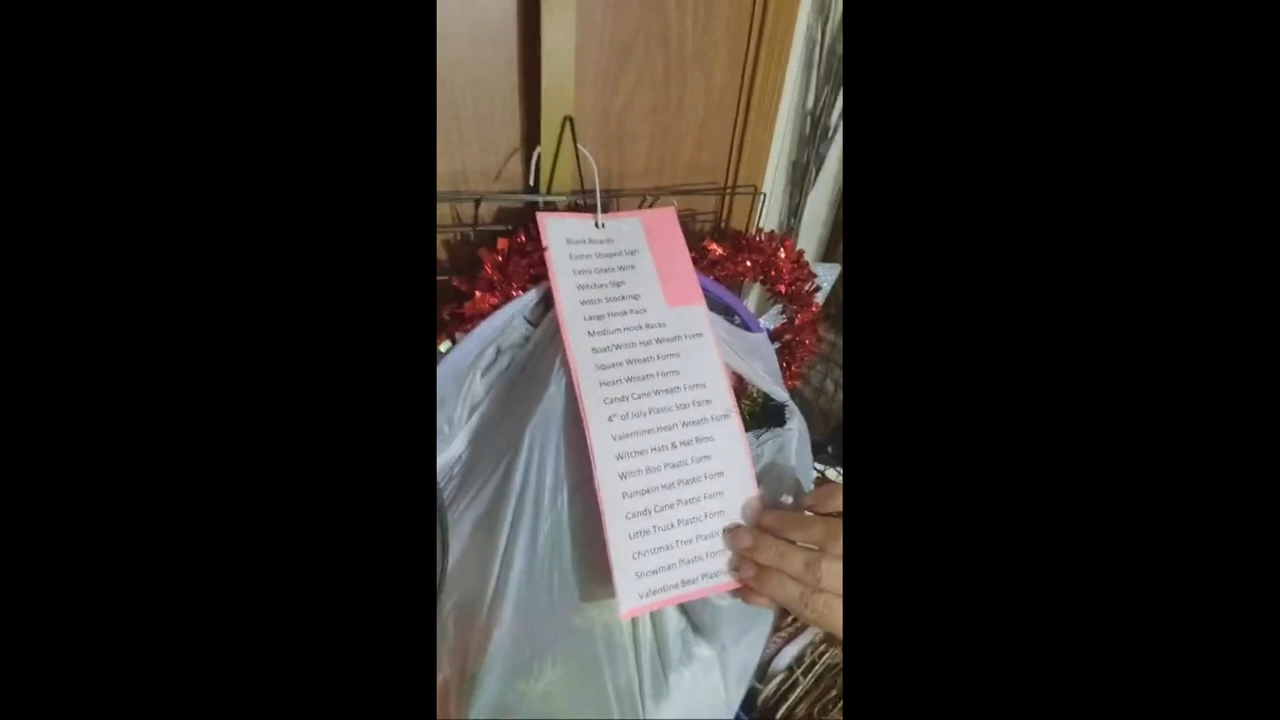 Blank Boards
Easter Shaped Sign
Extra Grate Wire
Witches Sign
Witch Stockings
Large Hook Rack
Medium Hook Racks
Boat/Witch Hat Wreath Form
Square Wreath Forms
Heart Wreath Forms
Candy Cane Wreath Forms
4th of July Plastic Star Form
Valentines Heart Wreath Form
Witches Hats & Hat Rims
Witch Boo Plastic Form
Pumpkin Hat Plastic Form
Candy Cane Plastic Form
Little Truck Plastic Form
Christmas Tree Plastic
Snowman Plastic Form
Valentine Bear Plastic